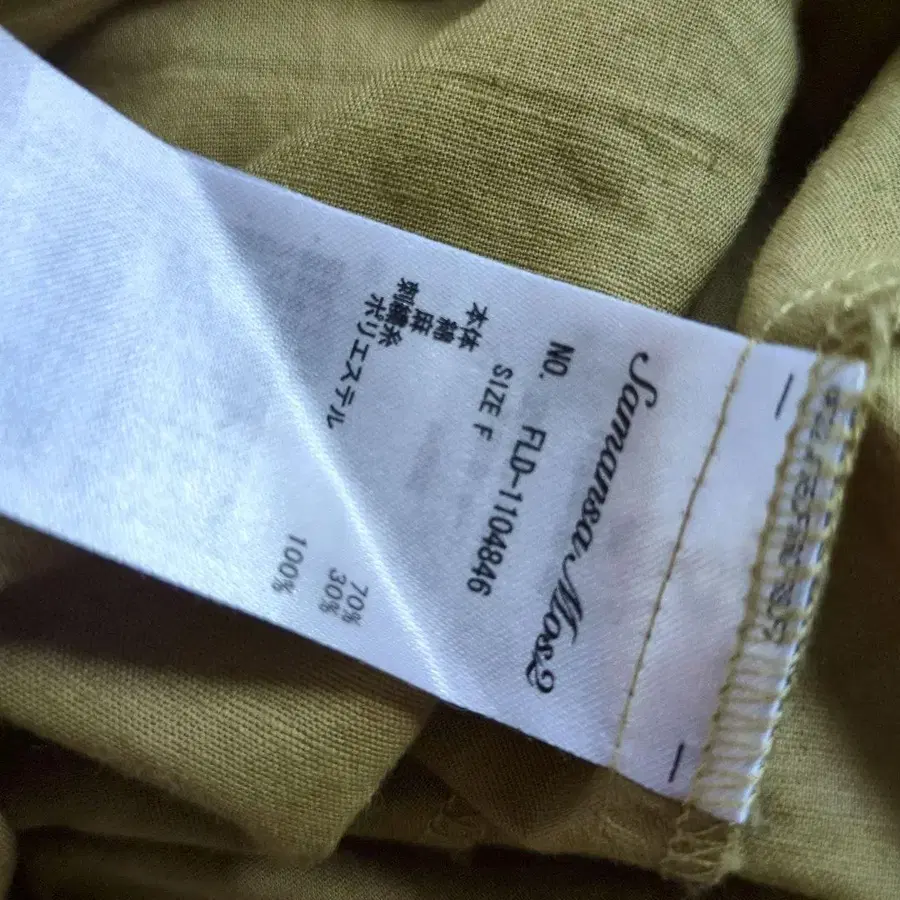 Samansa Mos2
NO. FLD-1104846
SIZE F
本体
綿 70%
麻 30%
刺繍糸
ポリエステル 100%